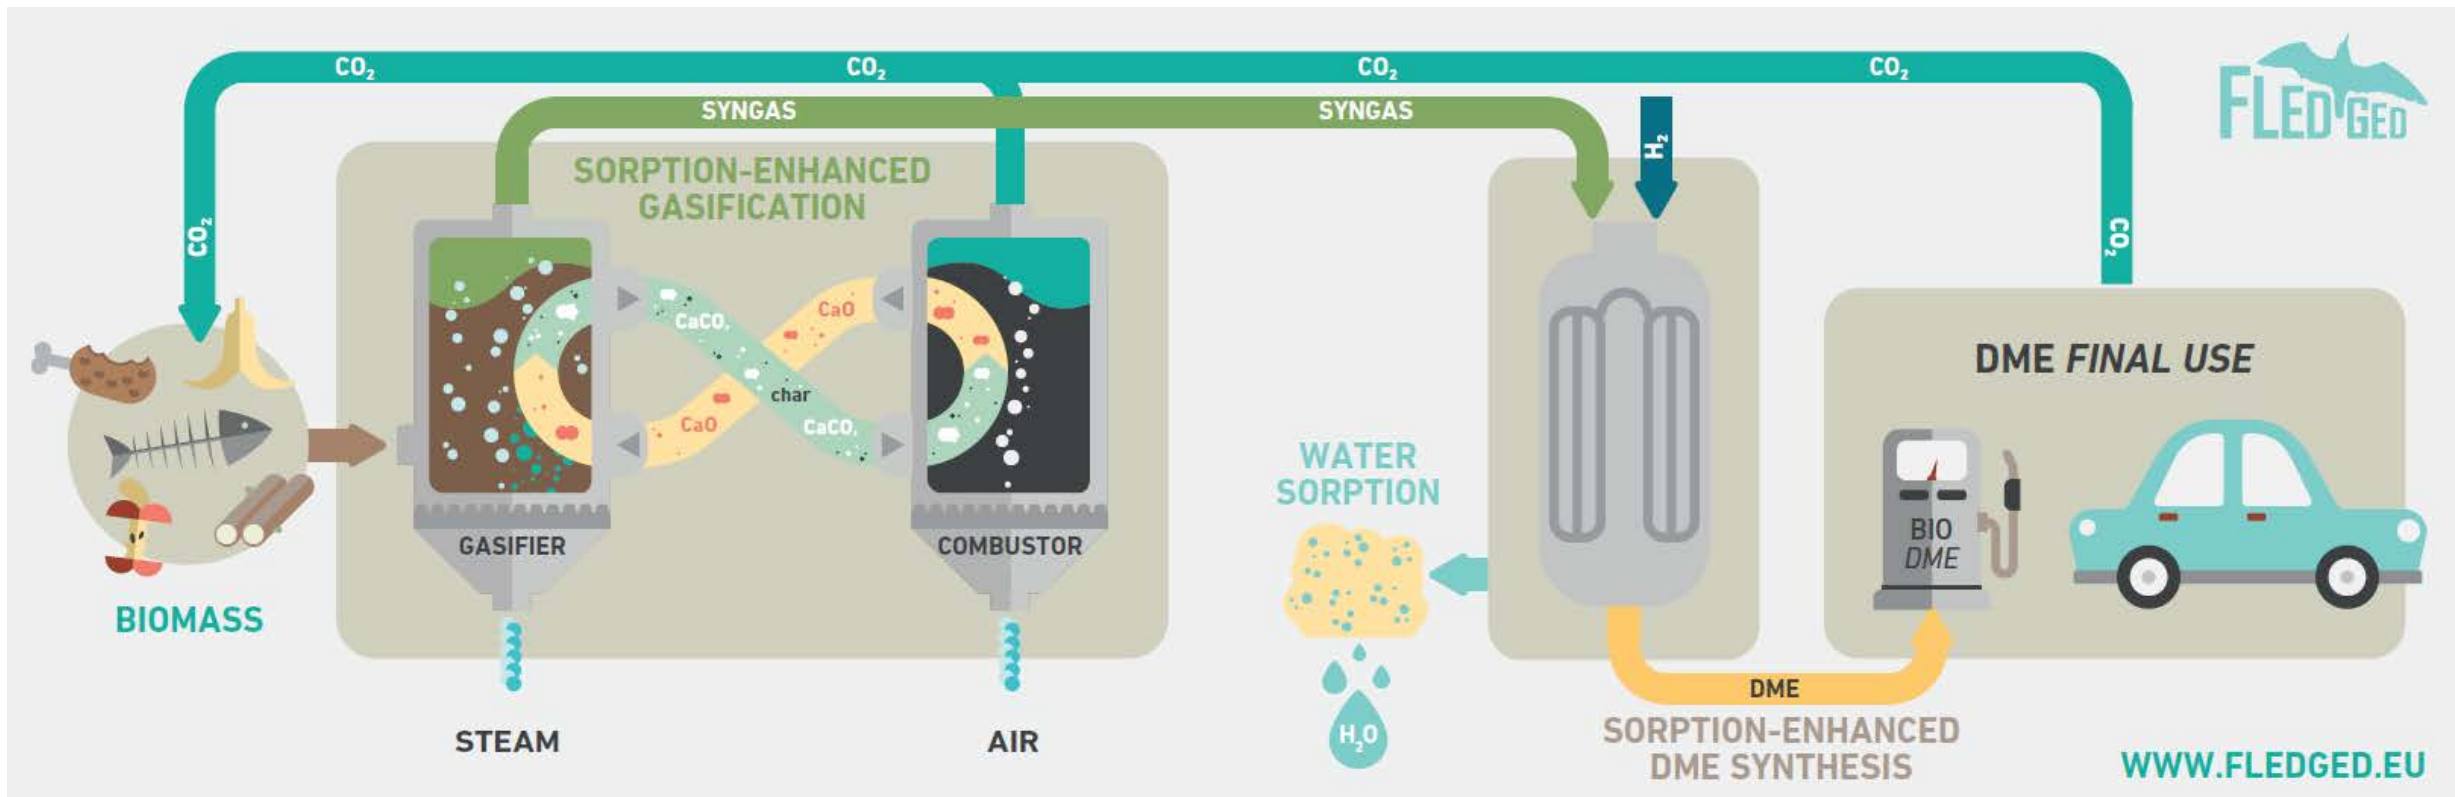 CO₂ CO₂ CO₂ CO₂
FLEDGED
SYNGAS SYNGAS
H₂
SORPTION-ENHANCED
GASIFICATION
CO₂
CO₂
CaCO₃ CaO
char
CaO CaCO₃
DME FINAL USE
WATER
SORPTION
BIO
DME
GASIFIER COMBUSTOR
BIOMASS
DME
STEAM AIR
H₂O
SORPTION-ENHANCED
DME SYNTHESIS
WWW.FLEDGED.EU